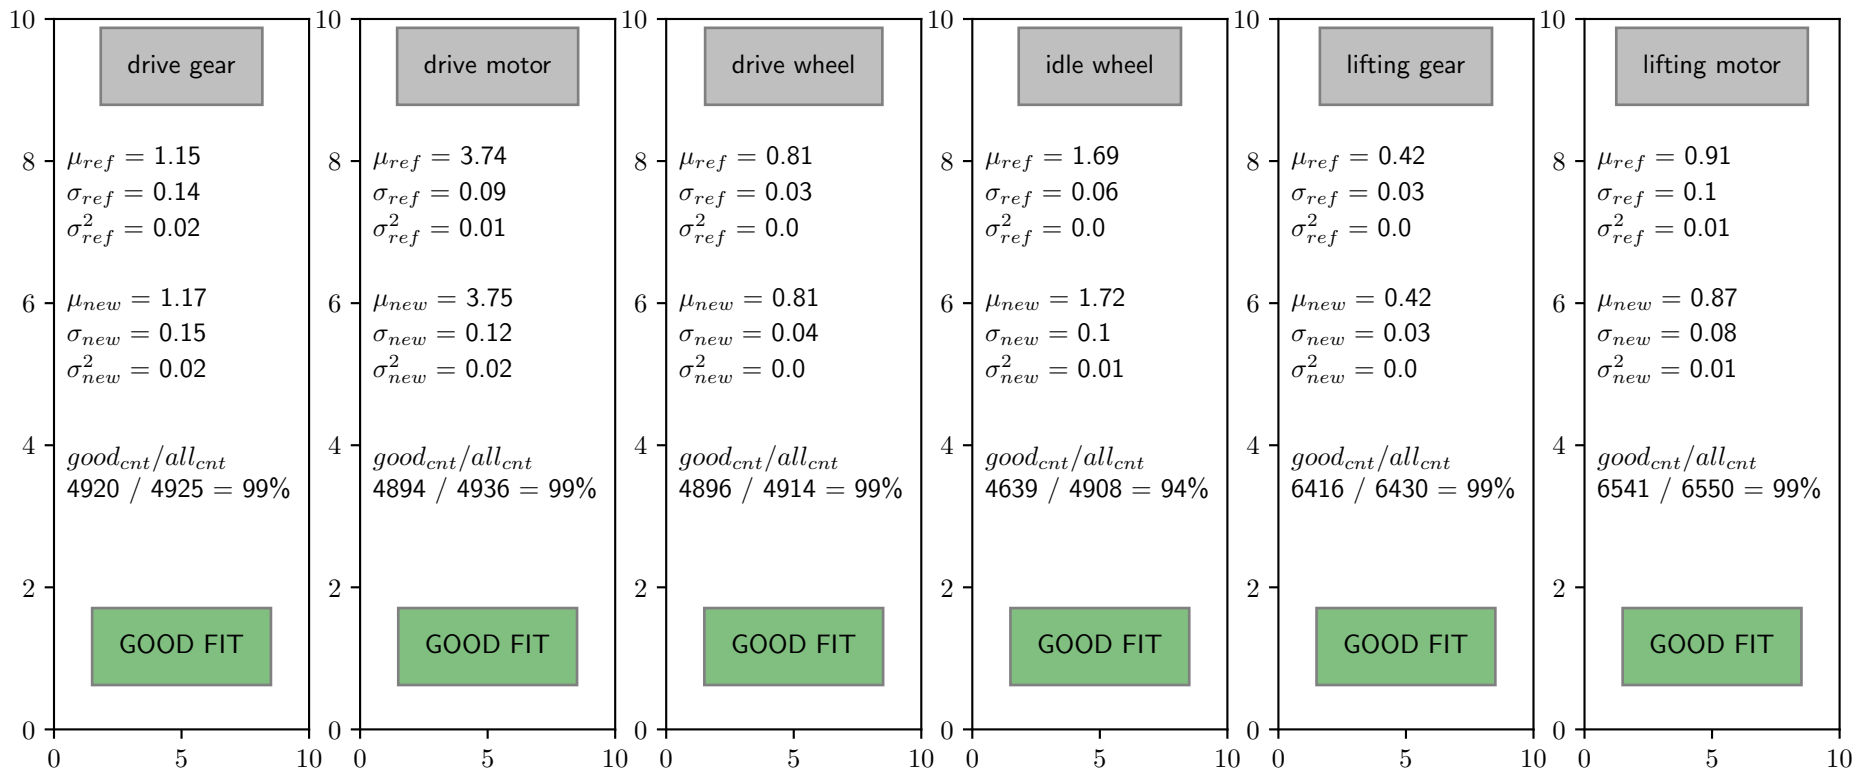 drive gear
μref = 1.15
σref = 0.14
σ²ref = 0.02
μnew = 1.17
σnew = 0.15
σ²new = 0.02
goodcnt/allcnt
4920 / 4925 = 99%
GOOD FIT
10
8
6
4
2
0
0 5 10
drive motor
μref = 3.74
σref = 0.09
σ²ref = 0.01
μnew = 3.75
σnew = 0.12
σ²new = 0.02
goodcnt/allcnt
4894 / 4936 = 99%
GOOD FIT
10
8
6
4
2
0
0 5 10
drive wheel
μref = 0.81
σref = 0.03
σ²ref = 0.0
μnew = 0.81
σnew = 0.04
σ²new = 0.0
goodcnt/allcnt
4896 / 4914 = 99%
GOOD FIT
10
8
6
4
2
0
0 5 10
idle wheel
μref = 1.69
σref = 0.06
σ²ref = 0.0
μnew = 1.72
σnew = 0.1
σ²new = 0.01
goodcnt/allcnt
4639 / 4908 = 94%
GOOD FIT
10
8
6
4
2
0
0 5 10
lifting gear
μref = 0.42
σref = 0.03
σ²ref = 0.0
μnew = 0.42
σnew = 0.03
σ²new = 0.0
goodcnt/allcnt
6416 / 6430 = 99%
GOOD FIT
10
8
6
4
2
0
0 5 10
lifting motor
μref = 0.91
σref = 0.1
σ²ref = 0.01
μnew = 0.87
σnew = 0.08
σ²new = 0.01
goodcnt/allcnt
6541 / 6550 = 99%
GOOD FIT
10
8
6
4
2
0
0 5 10